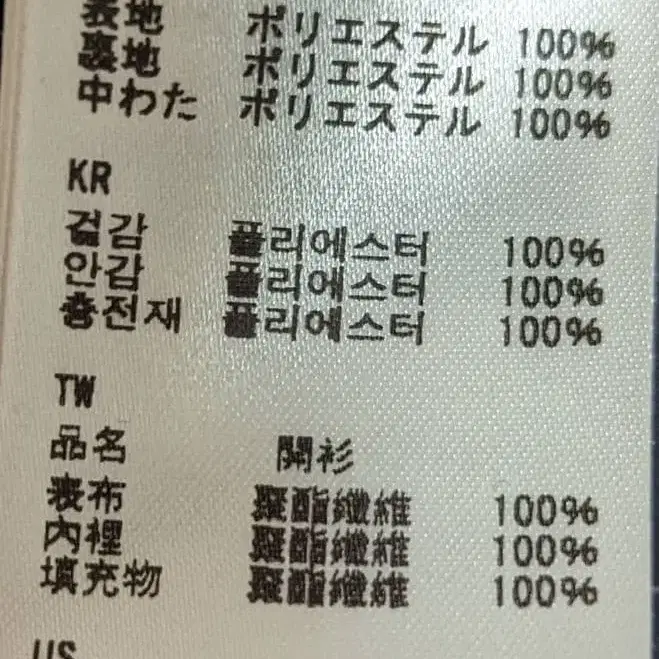 表地 ポリエステル 100%
裏地 ポリエステル 100%
中わた ポリエステル 100%
KR
겉감 폴리에스터 100%
안감 폴리에스터 100%
충전재 폴리에스터 100%
TW
品名 開衫
表布 聚酯纖維 100%
內裡 聚酯纖維 100%
填充物 聚酯纖維 100%
US